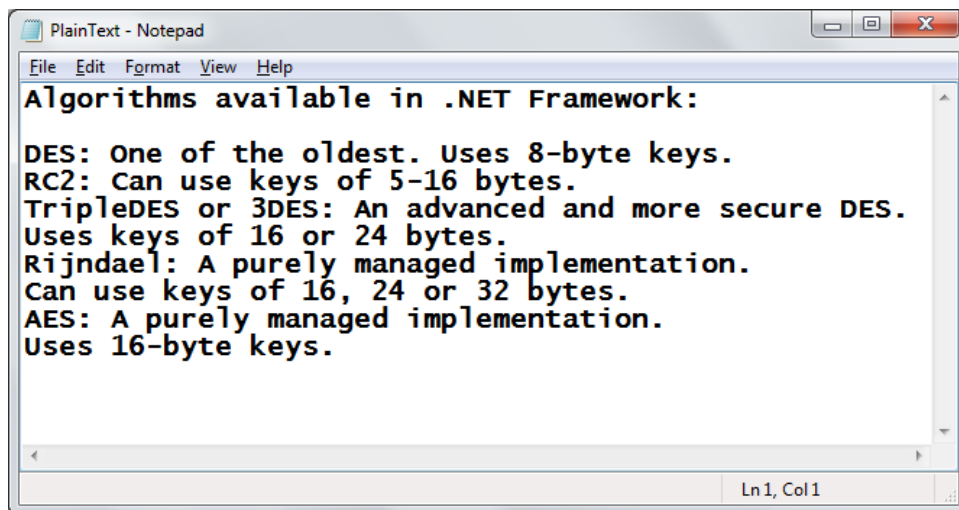 PlainText - Notepad
File Edit Format View Help
Algorithms available in .NET Framework:
DES: One of the oldest. Uses 8-byte keys.
RC2: Can use keys of 5-16 bytes.
TripleDES or 3DES: An advanced and more secure DES.
Uses keys of 16 or 24 bytes.
Rijndael: A purely managed implementation.
Can use keys of 16, 24 or 32 bytes.
AES: A purely managed implementation.
Uses 16-byte keys.
Ln 1, Col 1